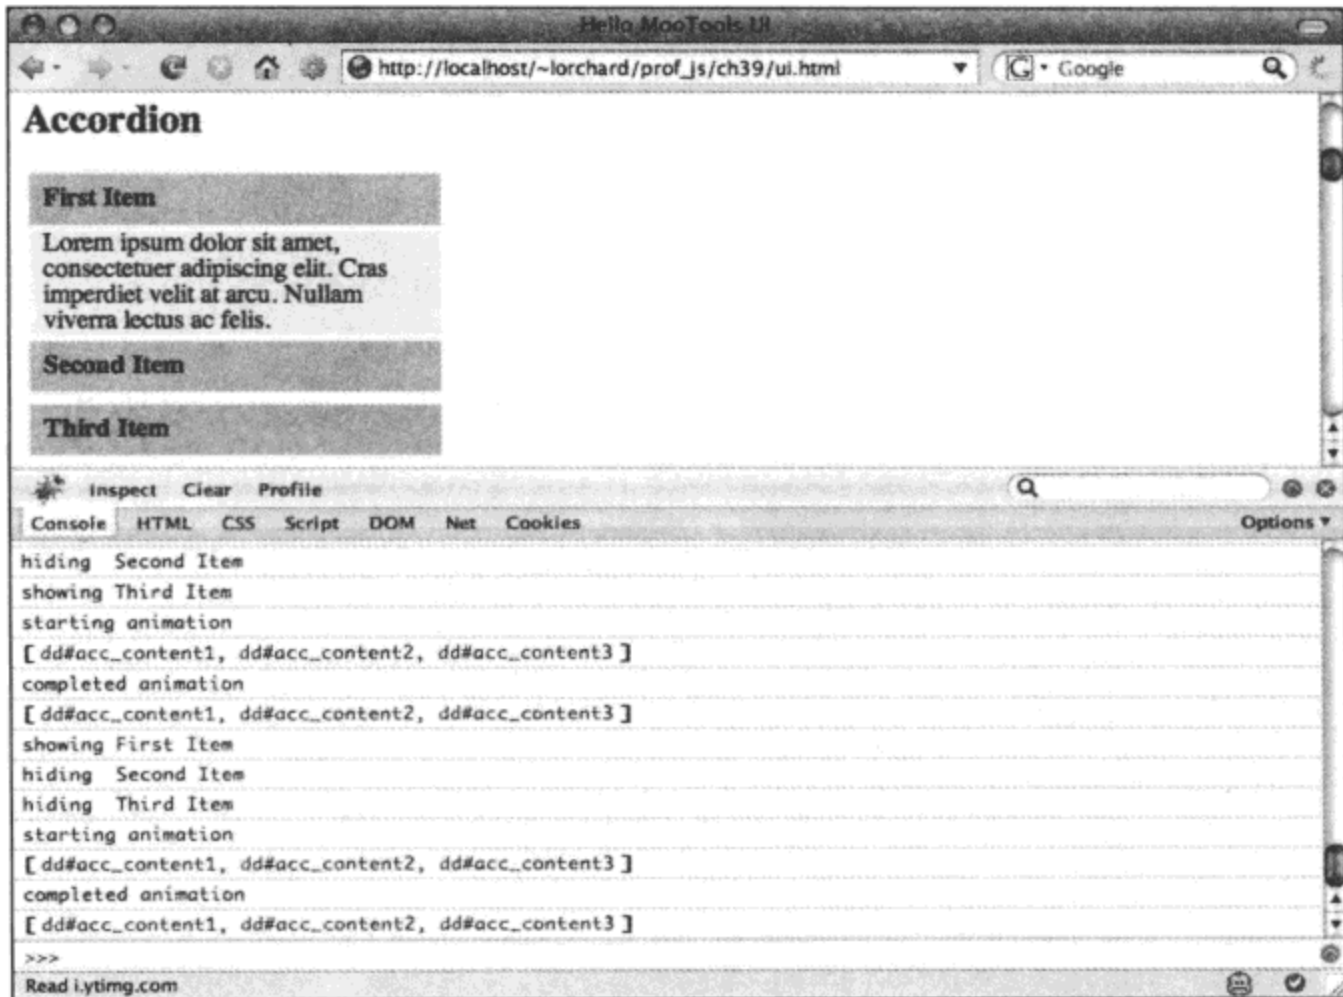 Hello MooTools UI
http://localhost/~lorchard/prof_js/ch39/ui.html
G
Google
Accordion
First Item
Lorem ipsum dolor sit amet,
consectetuer adipiscing elit. Cras
imperdiet velit at arcu. Nullam
viverra lectus ac felis.
Second Item
Third Item
Inspect Clear Profile
Console HTML CSS Script DOM Net Cookies Options
hiding  Second Item
showing Third Item
starting animation
[ dd#acc_content1, dd#acc_content2, dd#acc_content3 ]
completed animation
[ dd#acc_content1, dd#acc_content2, dd#acc_content3 ]
showing First Item
hiding  Second Item
hiding  Third Item
starting animation
[ dd#acc_content1, dd#acc_content2, dd#acc_content3 ]
completed animation
[ dd#acc_content1, dd#acc_content2, dd#acc_content3 ]
>>>
Read i.ytimg.com